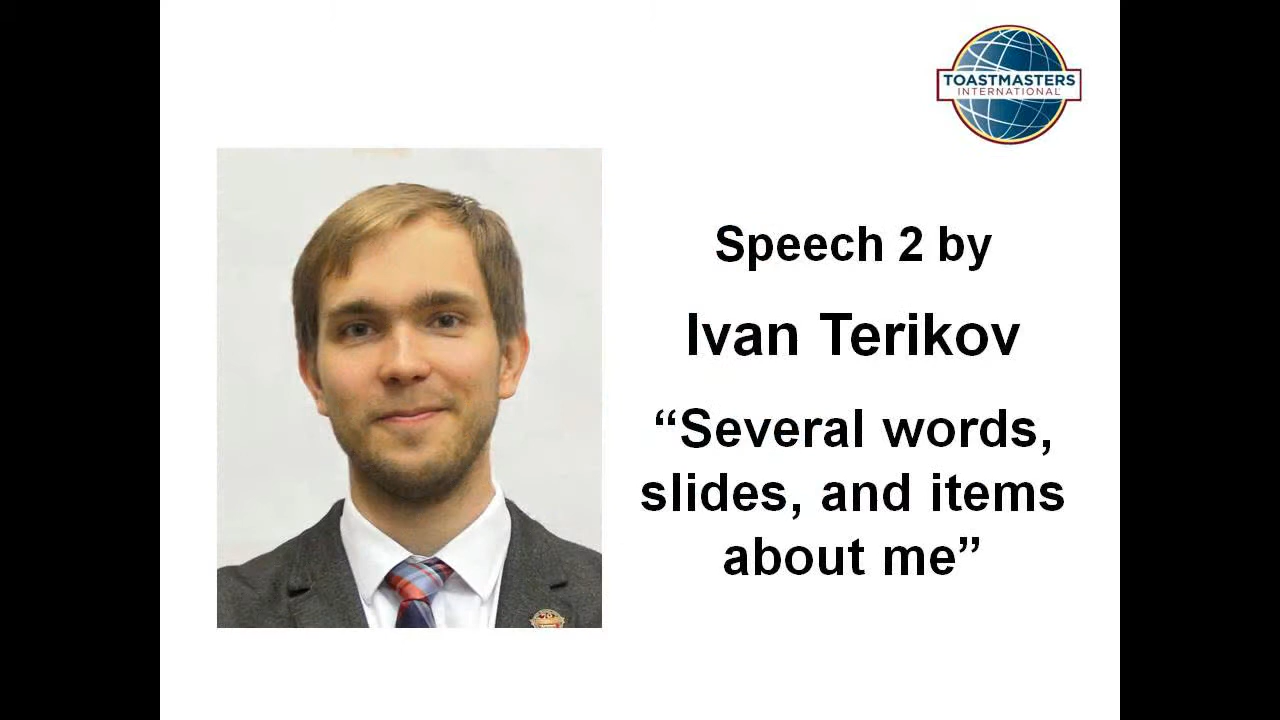 TOASTMASTERS
INTERNATIONAL
Speech 2 by
Ivan Terikov
“Several words,
slides, and items
about me”